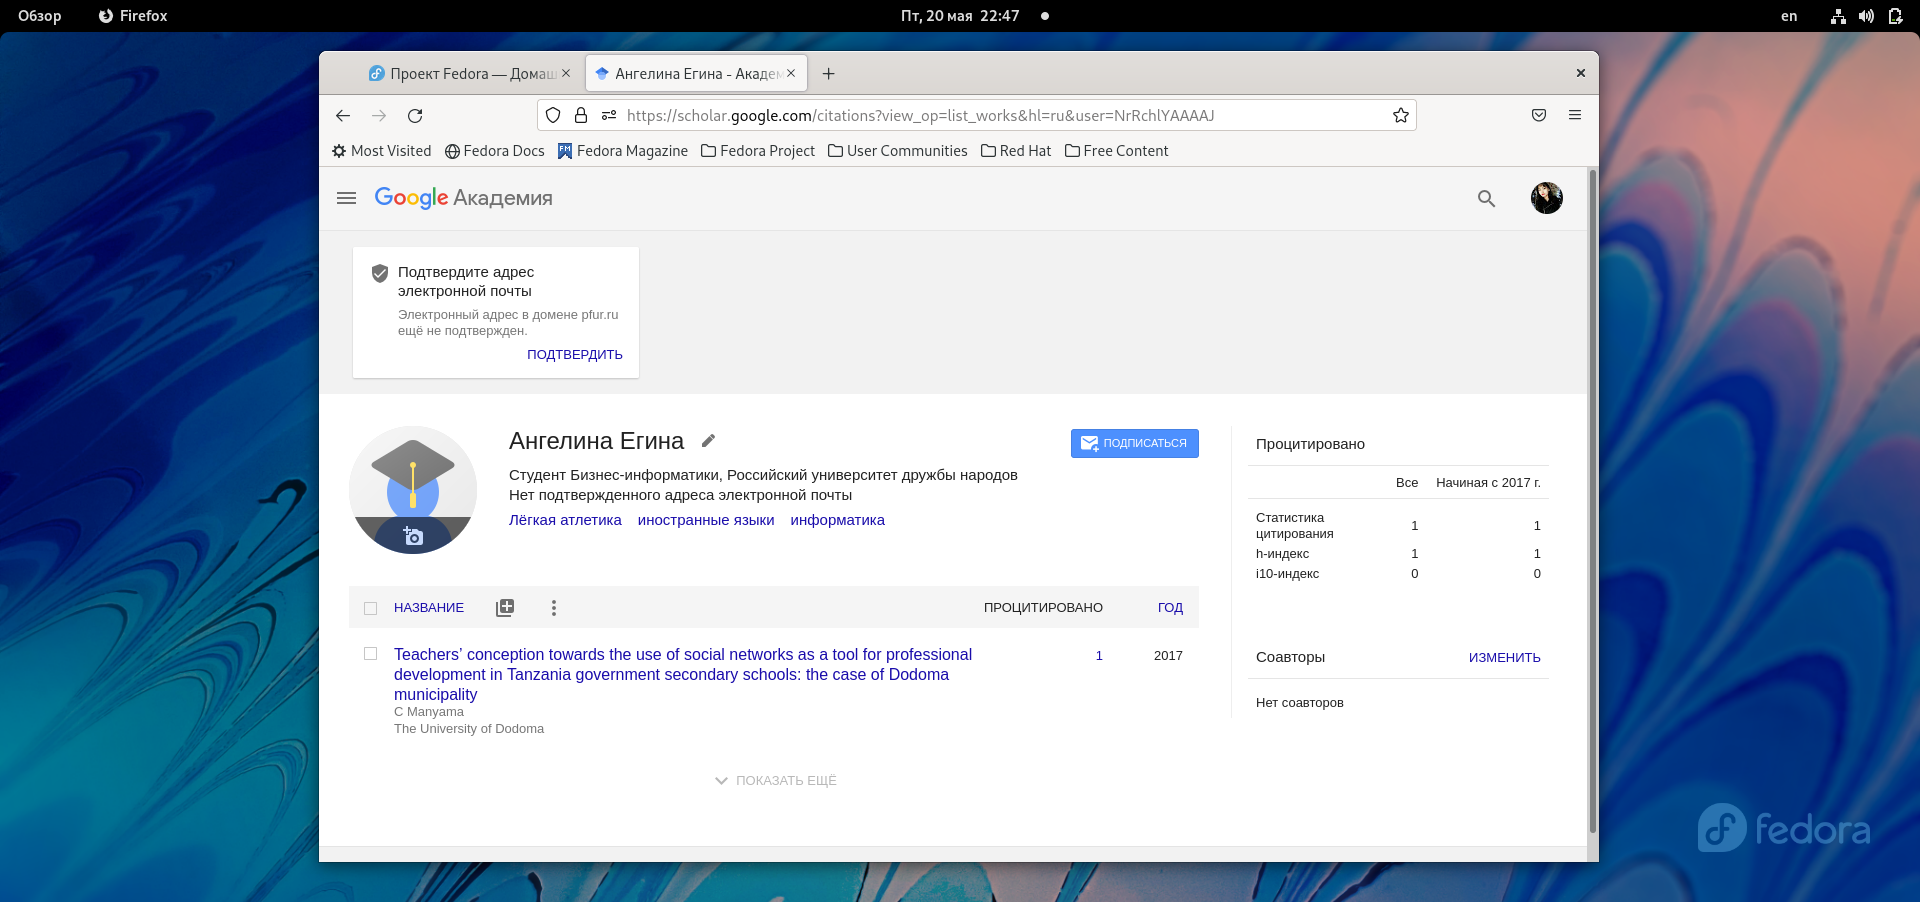 Обзор
Firefox
Пт, 20 мая 22:47
en
Проект Fedora — Домаш
Ангелина Егина - Академ
https://scholar.google.com/citations?view_op=list_works&hl=ru&user=NrRchlYAAAAJ
Most Visited
Fedora Docs
Fedora Magazine
Fedora Project
User Communities
Red Hat
Free Content
Google Академия
Подтвердите адрес
электронной почты
Электронный адрес в домене pfur.ru
ещё не подтвержден.
ПОДТВЕРДИТЬ
Ангелина Егина
ПОДПИСАТЬСЯ
Студент Бизнес-информатики, Российский университет дружбы народов
Нет подтвержденного адреса электронной почты
Лёгкая атлетика иностранные языки информатика
НАЗВАНИЕ
ПРОЦИТИРОВАНО
ГОД
Teachers’ conception towards the use of social networks as a tool for professional
development in Tanzania government secondary schools: the case of Dodoma
municipality
C Manyama
The University of Dodoma
1
2017
ПОКАЗАТЬ ЕЩЁ
Процитировано
Все Начиная с 2017 г.
Статистика
цитирования 1 1
h-индекс 1 1
i10-индекс 0 0
Соавторы
ИЗМЕНИТЬ
Нет соавторов
fedora